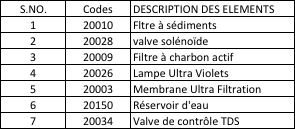 S.NO. Codes DESCRIPTION DES ELEMENTS
1 20010 Fltre à sédiments
2 20028 valve solénoïde
3 20009 Filtre à charbon actif
4 20026 Lampe Ultra Violets
5 20003 Membrane Ultra Filtration
6 20150 Réservoir d'eau
7 20034 Valve de contrôle TDS